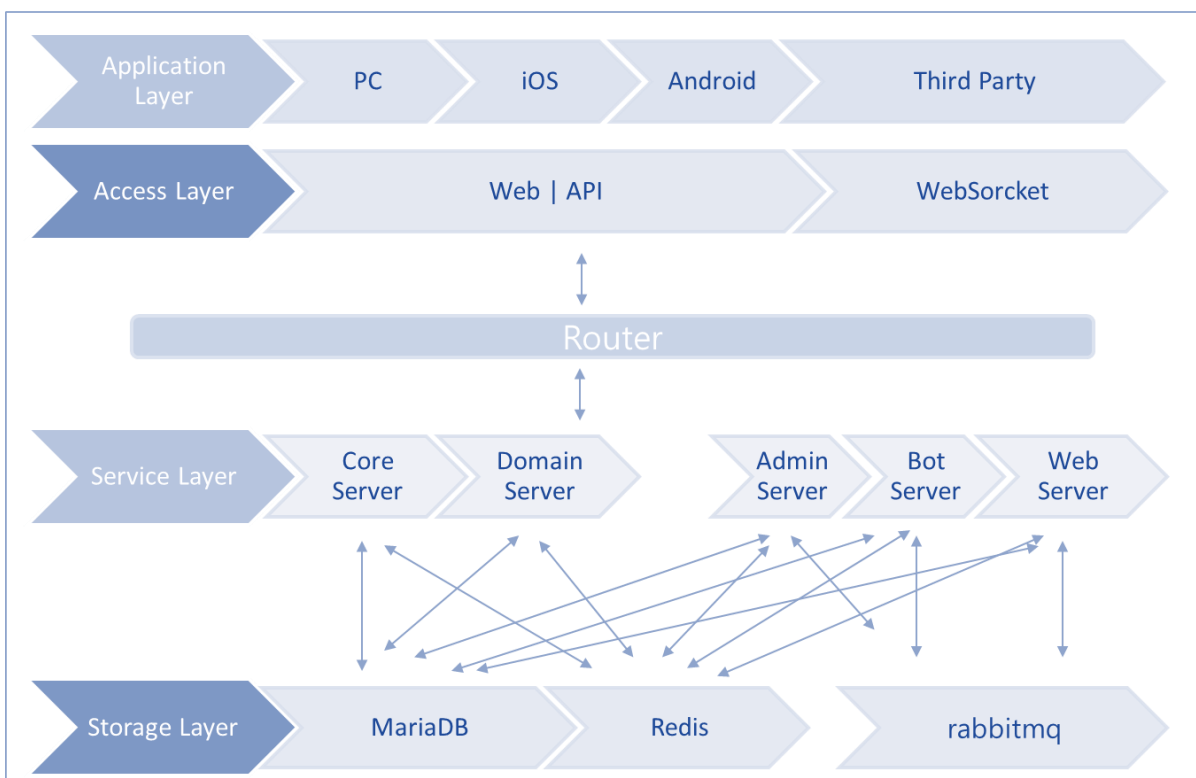 Application
Layer
PC
iOS
Android
Third Party
Access Layer
Web | API
WebSorcket
Router
Service Layer
Core
Server
Domain
Server
Admin
Server
Bot
Server
Web
Server
Storage Layer
MariaDB
Redis
rabbitmq